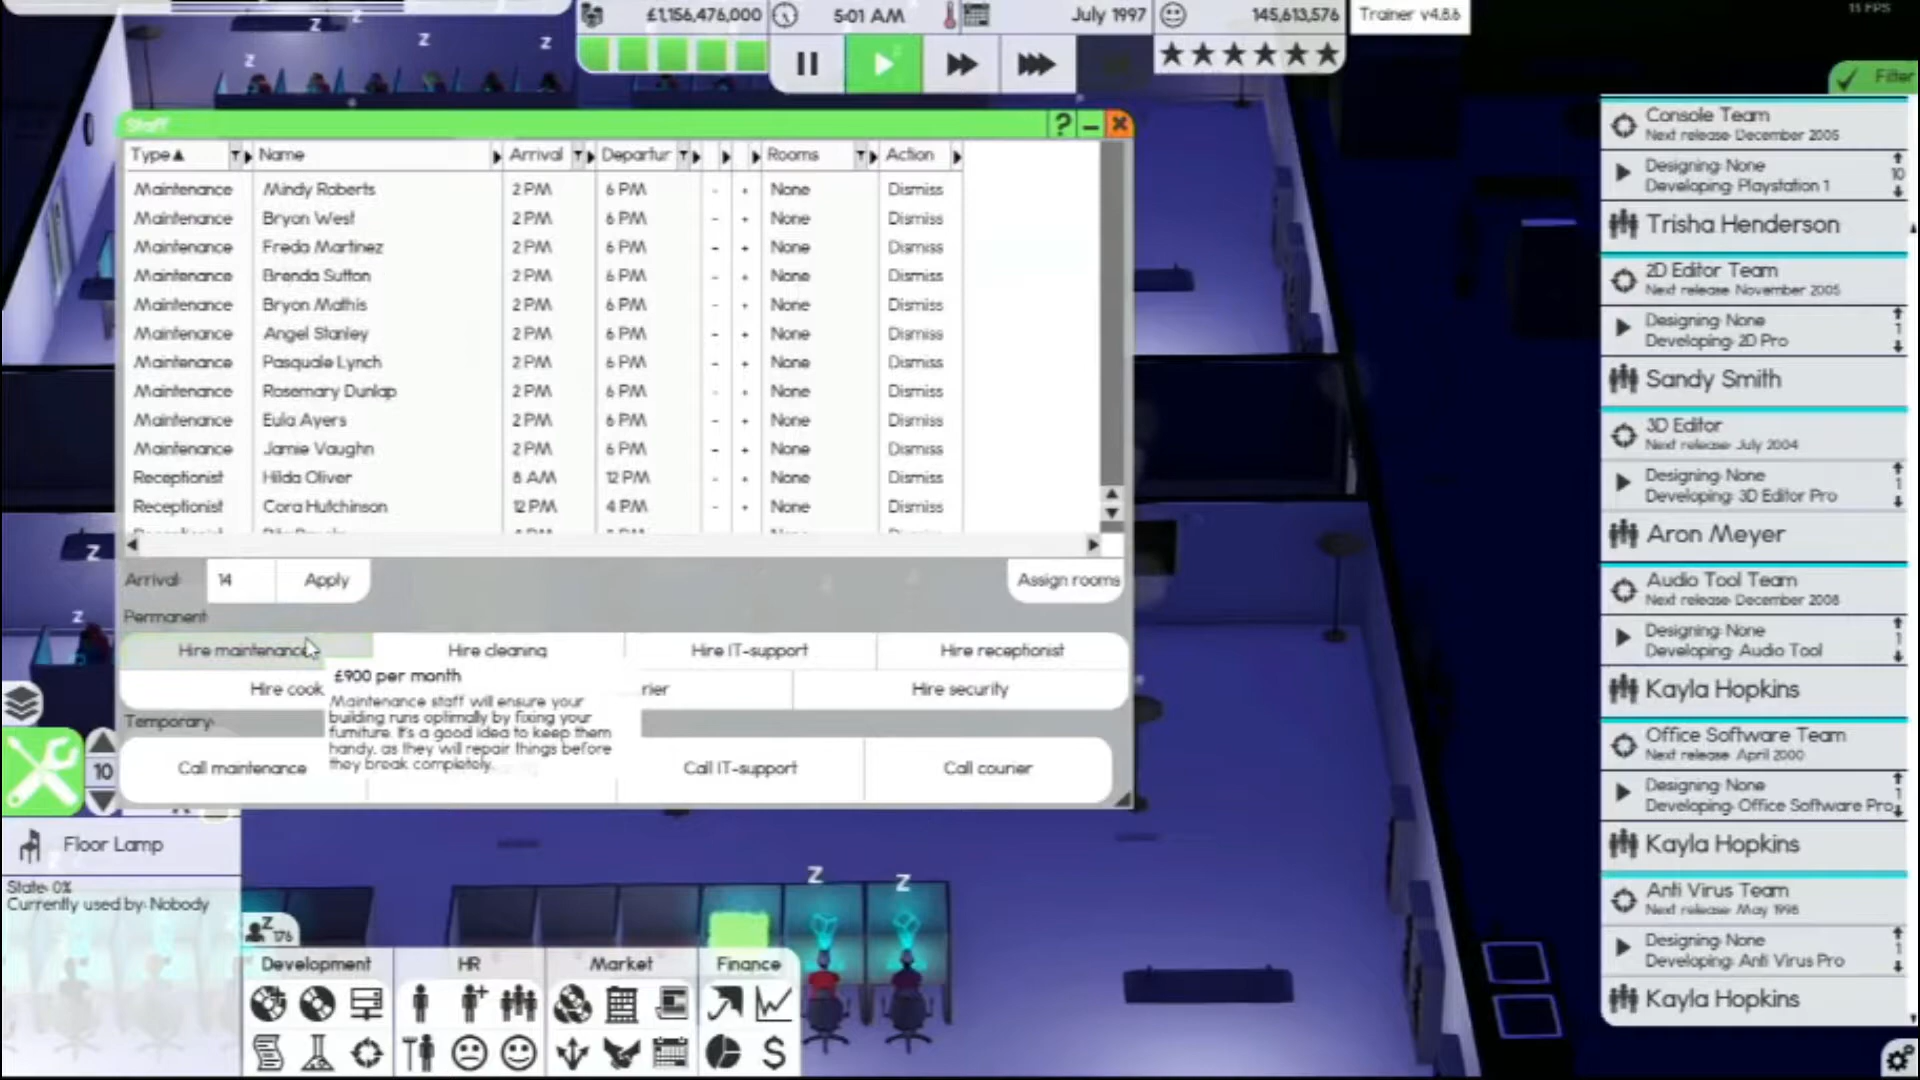 £1,156,476,000
5:01 AM
July 1997
145,613,576
Trainer v4.8.6
11 FPS
Filter
Staff
? – ×
Type Name Arrival Departur Rooms Action
Maintenance Mindy Roberts 2 PM 6 PM - + None Dismiss
Maintenance Bryon West 2 PM 6 PM - + None Dismiss
Maintenance Freda Martinez 2 PM 6 PM - + None Dismiss
Maintenance Brenda Sutton 2 PM 6 PM - + None Dismiss
Maintenance Bryon Mathis 2 PM 6 PM - + None Dismiss
Maintenance Angel Stanley 2 PM 6 PM - + None Dismiss
Maintenance Pasquale Lynch 2 PM 6 PM - + None Dismiss
Maintenance Rosemary Dunlap 2 PM 6 PM - + None Dismiss
Maintenance Eula Ayers 2 PM 6 PM - + None Dismiss
Maintenance Jamie Vaughn 2 PM 6 PM - + None Dismiss
Receptionist Hilda Oliver 8 AM 12 PM - + None Dismiss
Receptionist Cora Hutchinson 12 PM 4 PM - + None Dismiss
Arrival: 14 Apply Assign rooms
Permanent:
Hire maintenance Hire cleaning Hire IT-support Hire receptionist
Hire cook rier Hire security
£900 per month
Maintenance staff will ensure your
building runs optimally by fixing your
furniture. It's a good idea to keep them
handy, as they will repair things before
they break completely.
Temporary:
Call maintenance Call IT-support Call courier
10
Floor Lamp
State: 0%
Currently used by: Nobody
Z 176
Development HR Market Finance
Z Z Z Z
Z
Z
Z Z
Console Team
Next release: December 2005
Designing: None
Developing: Playstation 1
10
Trisha Henderson
2D Editor Team
Next release: November 2005
Designing: None
Developing: 2D Pro
1
Sandy Smith
3D Editor
Next release: July 2004
Designing: None
Developing: 3D Editor Pro
1
Aron Meyer
Audio Tool Team
Next release: December 2008
Designing: None
Developing: Audio Tool
1
Kayla Hopkins
Office Software Team
Next release: April 2000
Designing: None
Developing: Office Software Pro
1
Kayla Hopkins
Anti Virus Team
Next release: May 1998
Designing: None
Developing: Anti Virus Pro
1
Kayla Hopkins